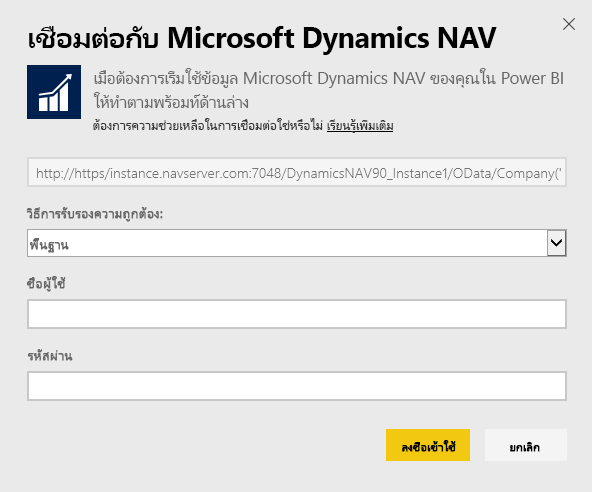 เชื่อมต่อกับ Microsoft Dynamics NAV
เมื่อต้องการเริ่มใช้ข้อมูล Microsoft Dynamics NAV ของคุณใน Power BI
ให้ทำตามพร้อมท์ด้านล่าง
ต้องการความช่วยเหลือในการเชื่อมต่อใช่หรือไม่ เรียนรู้เพิ่มเติม
http://https/instance.navserver.com:7048/DynamicsNAV90_Instance1/OData/Company('
วิธีการรับรองความถูกต้อง:
พื้นฐาน
ชื่อผู้ใช้
รหัสผ่าน
ลงชื่อเข้าใช้ ยกเลิก